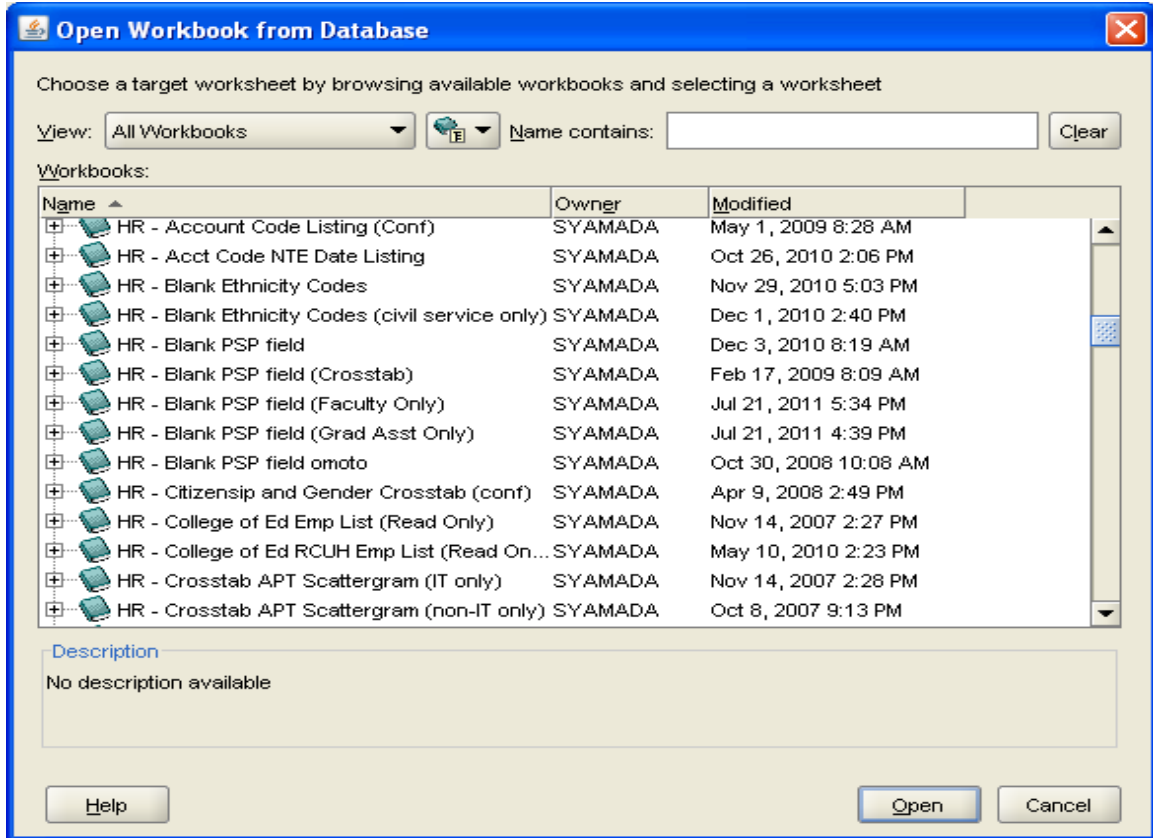 Open Workbook from Database
Choose a target worksheet by browsing available workbooks and selecting a worksheet
View: All Workbooks E Name contains: Clear
Workbooks:
Name Owner Modified
HR - Account Code Listing (Conf) SYAMADA May 1, 2009 8:28 AM
HR - Acct Code NTE Date Listing SYAMADA Oct 26, 2010 2:06 PM
HR - Blank Ethnicity Codes SYAMADA Nov 29, 2010 5:03 PM
HR - Blank Ethnicity Codes (civil service only) SYAMADA Dec 1, 2010 2:40 PM
HR - Blank PSP field SYAMADA Dec 3, 2010 8:19 AM
HR - Blank PSP field (Crosstab) SYAMADA Feb 17, 2009 8:09 AM
HR - Blank PSP field (Faculty Only) SYAMADA Jul 21, 2011 5:34 PM
HR - Blank PSP field (Grad Asst Only) SYAMADA Jul 21, 2011 4:39 PM
HR - Blank PSP field omoto SYAMADA Oct 30, 2008 10:08 AM
HR - Citizensip and Gender Crosstab (conf) SYAMADA Apr 9, 2008 2:49 PM
HR - College of Ed Emp List (Read Only) SYAMADA Nov 14, 2007 2:27 PM
HR - College of Ed RCUH Emp List (Read On... SYAMADA May 10, 2010 2:23 PM
HR - Crosstab APT Scattergram (IT only) SYAMADA Nov 14, 2007 2:28 PM
HR - Crosstab APT Scattergram (non-IT only) SYAMADA Oct 8, 2007 9:13 PM
Description
No description available
Help Open Cancel